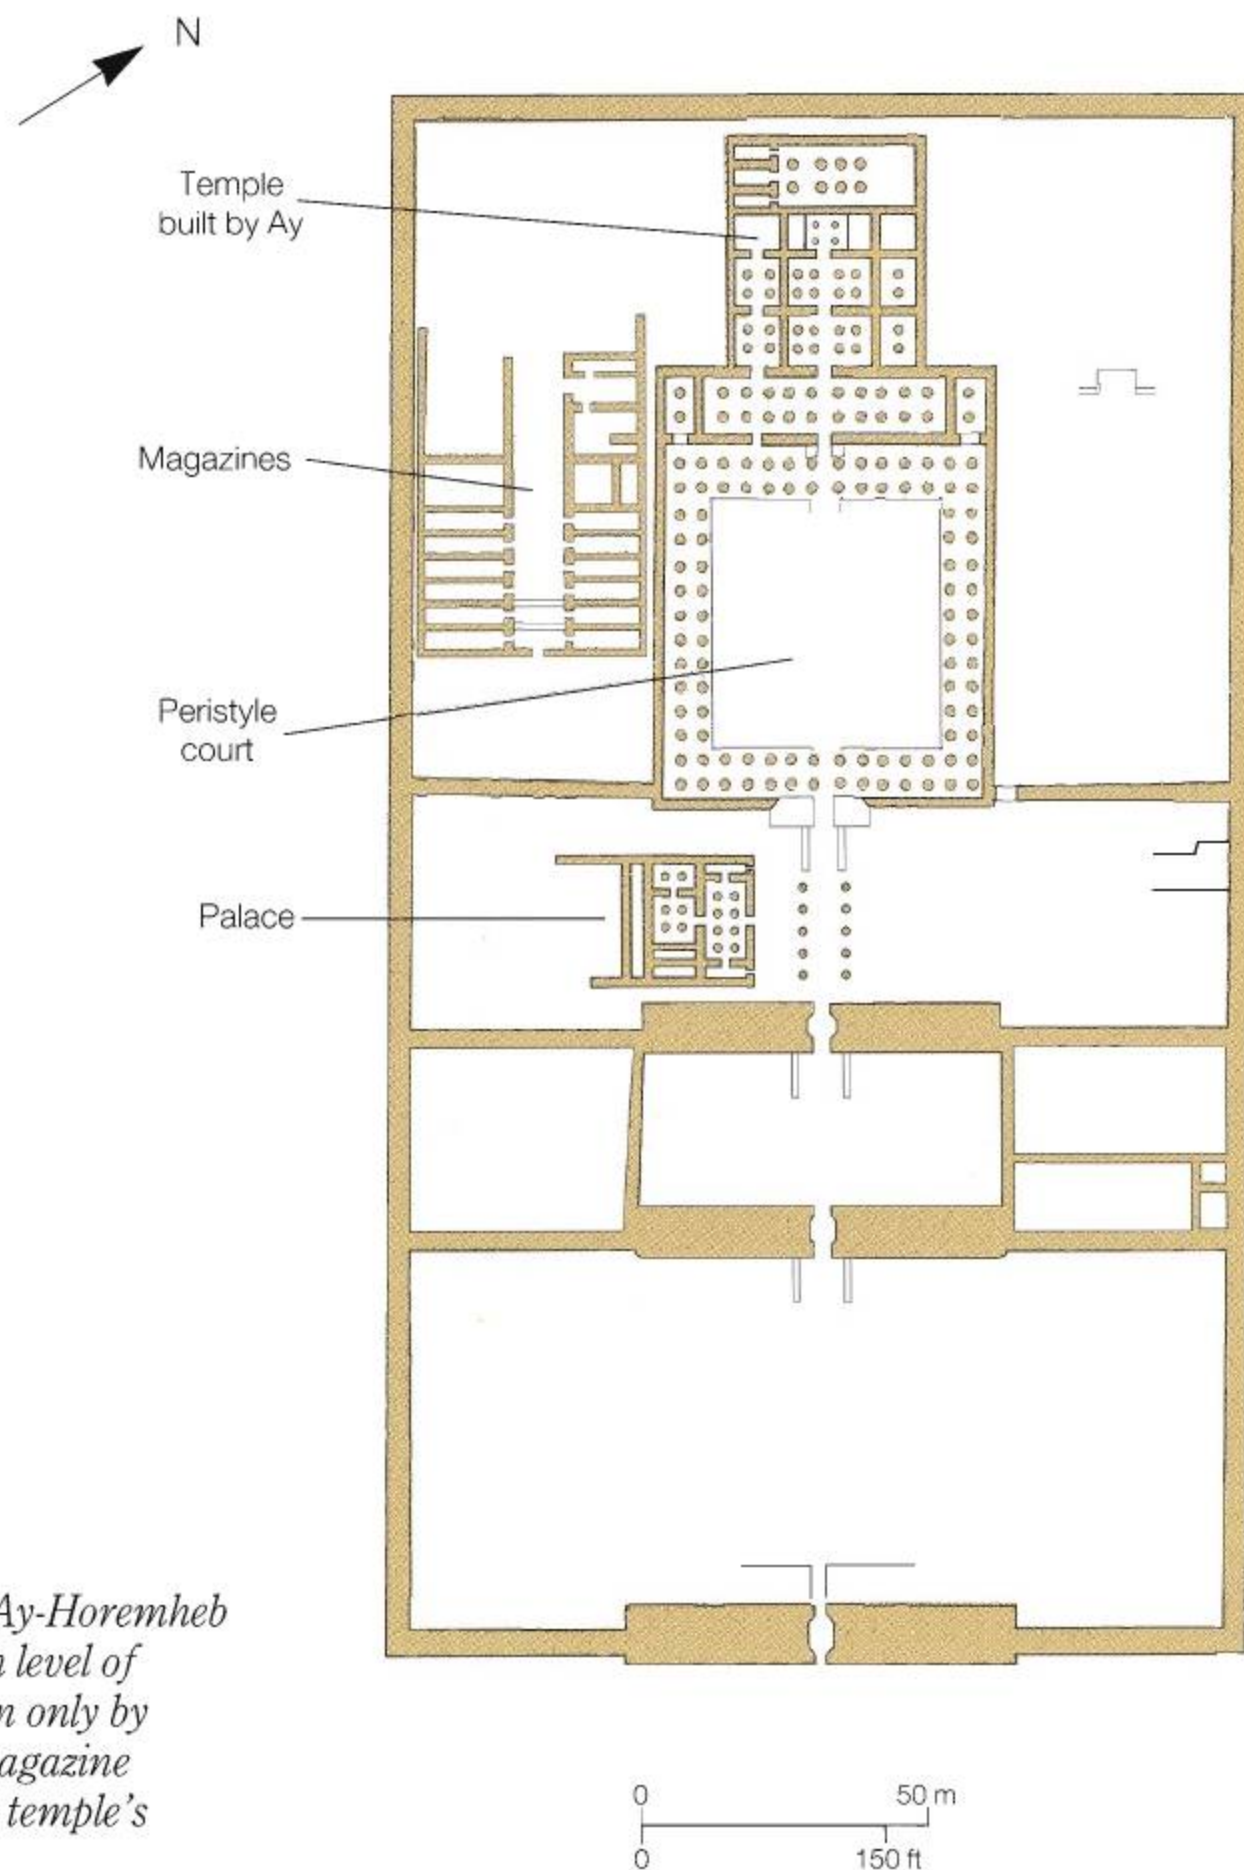 N
Temple
built by Ay
Magazines
Peristyle
court
Palace
Ay-Horemheb
level of
only by
temple's
0 50 m
0 150 ft